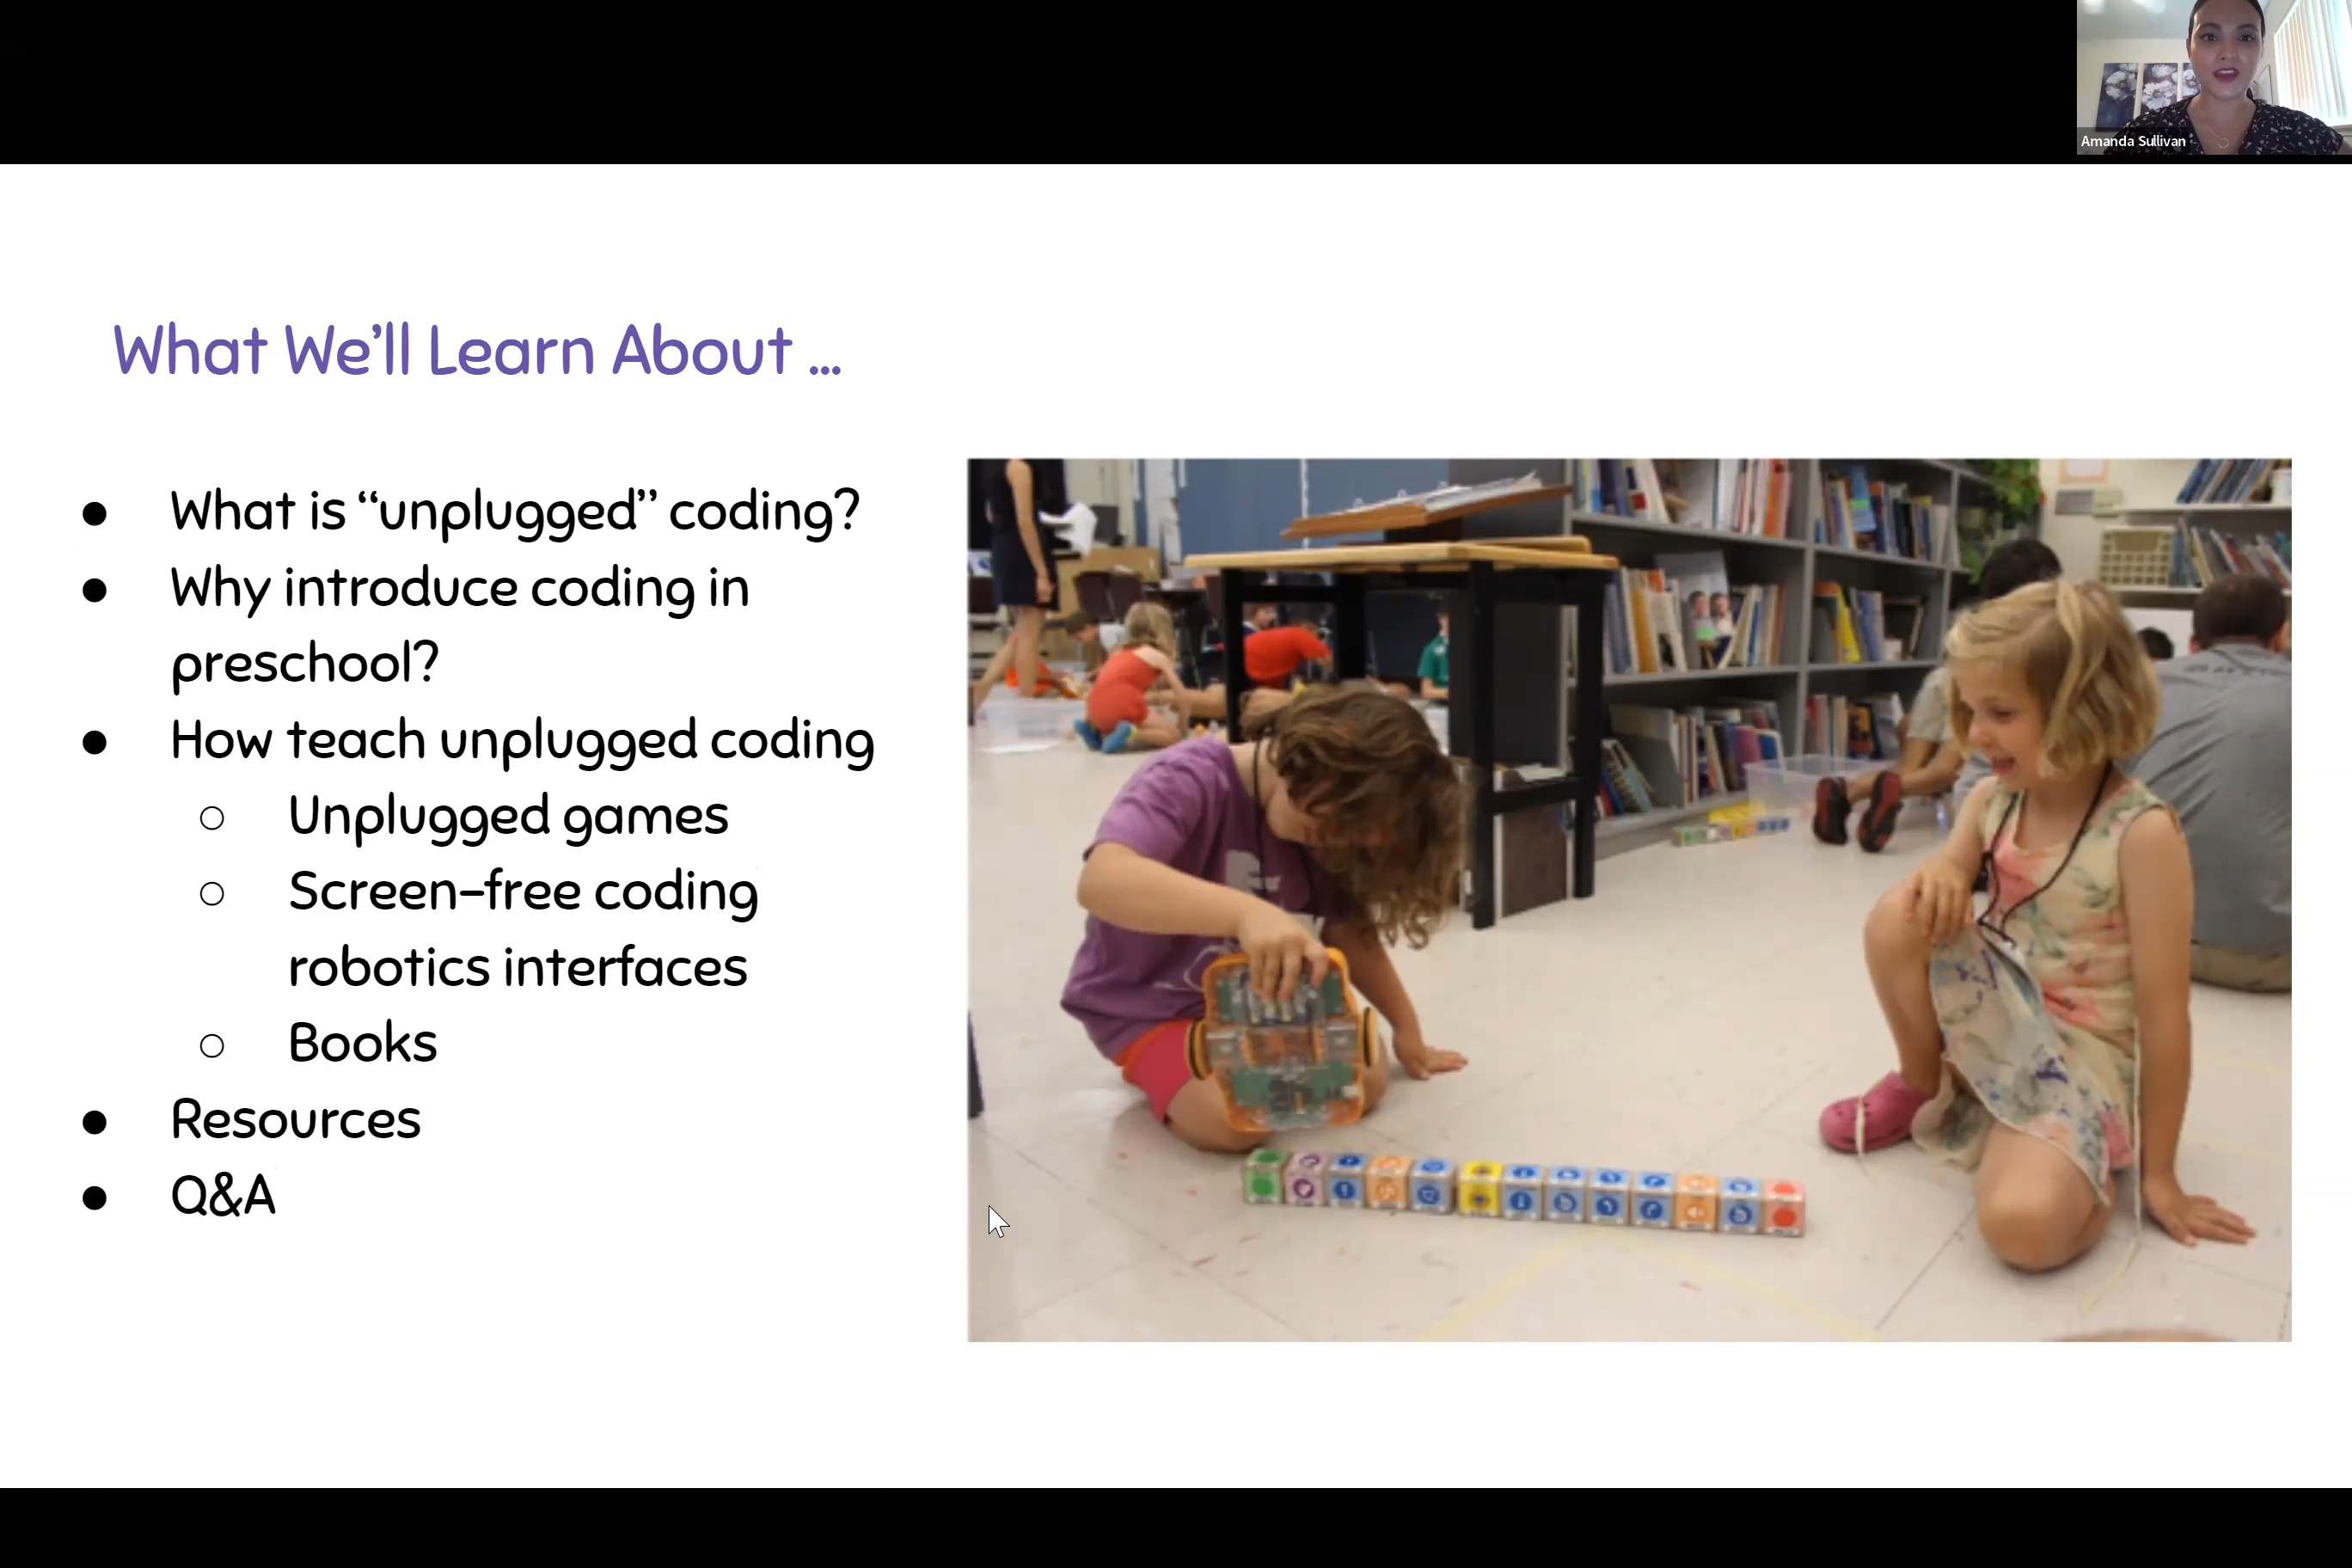 Amanda Sullivan
What We’ll Learn About ...
● What is “unplugged” coding?
● Why introduce coding in
preschool?
● How teach unplugged coding
○ Unplugged games
○ Screen-free coding
robotics interfaces
○ Books
● Resources
● Q&A